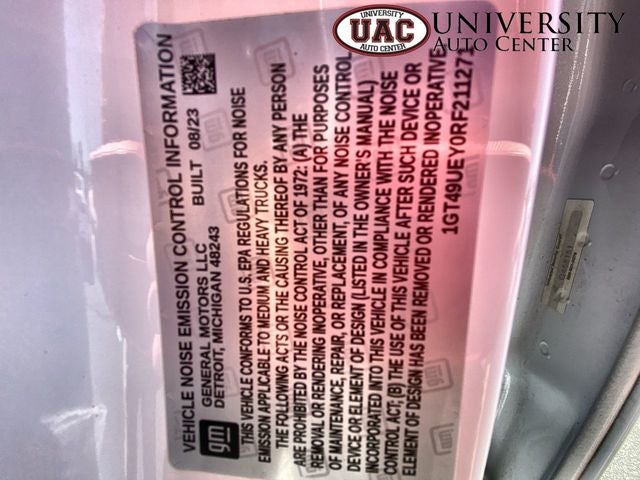 UNIVERSITY
UAC
AUTO CENTER
UNIVERSITY
AUTO CENTER
VEHICLE NOISE EMISSION CONTROL INFORMATION
gm
GENERAL MOTORS LLC BUILT 08/23
DETROIT, MICHIGAN 48243
THIS VEHICLE CONFORMS TO U.S. EPA REGULATIONS FOR NOISE
EMISSION APPLICABLE TO MEDIUM AND HEAVY TRUCKS.
THE FOLLOWING ACTS OR THE CAUSING THEREOF BY ANY PERSON
ARE PROHIBITED BY THE NOISE CONTROL ACT OF 1972: (A) THE
REMOVAL OR RENDERING INOPERATIVE, OTHER THAN FOR PURPOSES
OF MAINTENANCE, REPAIR, OR REPLACEMENT, OF ANY NOISE CONTROL
DEVICE OR ELEMENT OF DESIGN (LISTED IN THE OWNER'S MANUAL)
INCORPORATED INTO THIS VEHICLE IN COMPLIANCE WITH THE NOISE
CONTROL ACT; (B) THE USE OF THIS VEHICLE AFTER SUCH DEVICE OR
ELEMENT OF DESIGN HAS BEEN REMOVED OR RENDERED INOPERATIVE.